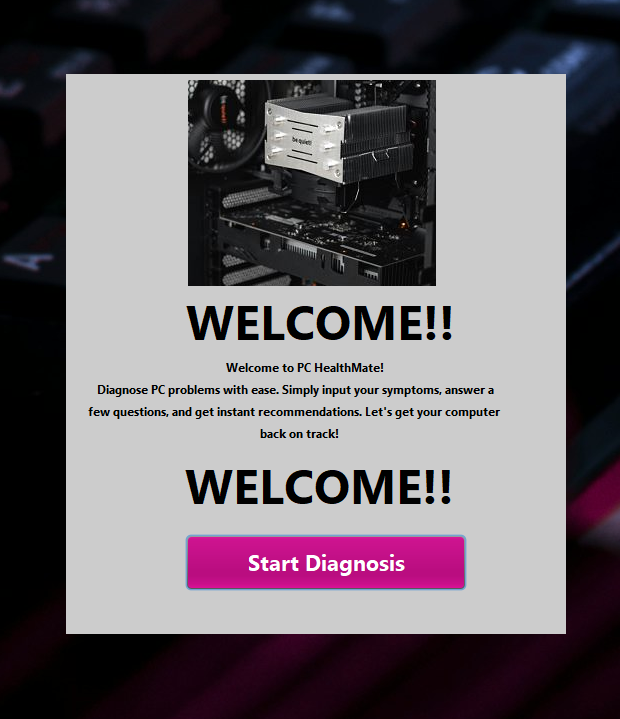 be quiet!
WELCOME!!
Welcome to PC HealthMate!
Diagnose PC problems with ease. Simply input your symptoms, answer a
few questions, and get instant recommendations. Let's get your computer
back on track!
WELCOME!!
Start Diagnosis
A